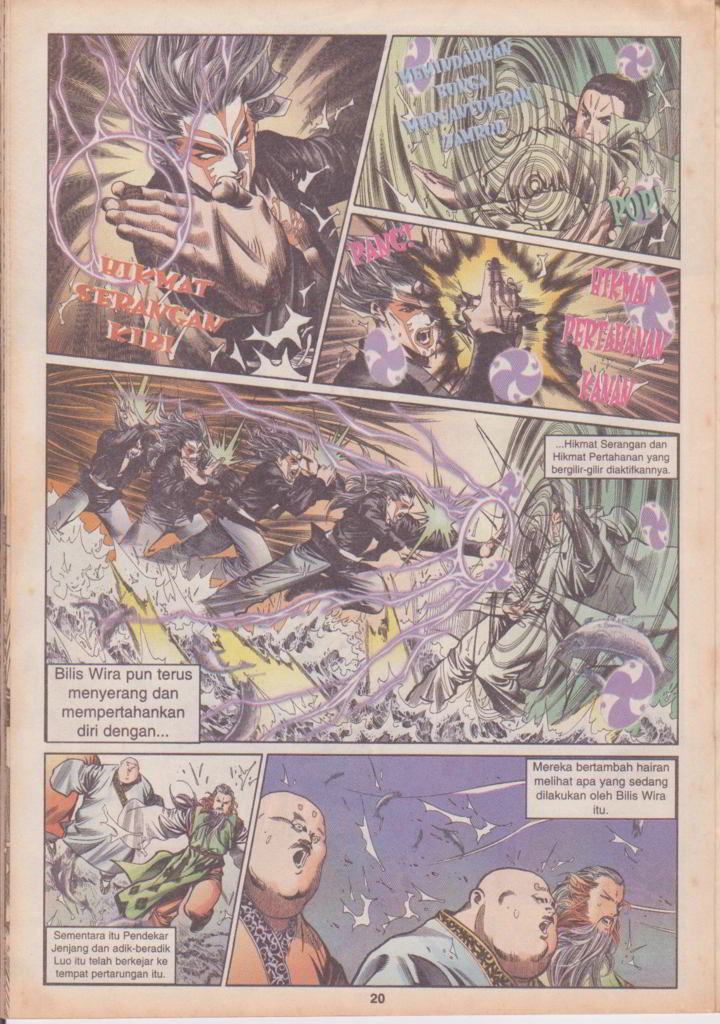 HIKMAT
SERANGAN
KIRI
MEMINDAHKAN
BUNGA
MENYAMBUNGKAN
ZAMRUD
POP!
PANG!
HIKMAT
PERTAHANAN
KANAN
...Hikmat Serangan dan
Hikmat Pertahanan yang
bergilir-gilir diaktifkannya.
Bilis Wira pun terus
menyerang dan
mempertahankan
diri dengan...
Sementara itu Pendekar
Jenjang dan adik-beradik
Luo itu telah berkejar ke
tempat pertarungan itu.
Mereka bertambah hairan
melihat apa yang sedang
dilakukan oleh Bilis Wira
itu.
20